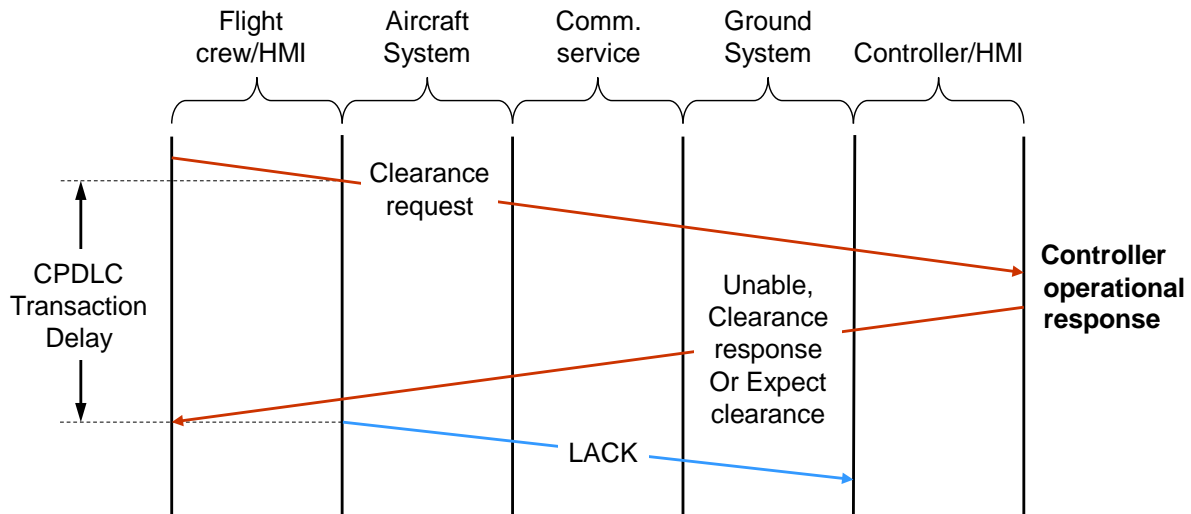 Flight
crew/HMI
Aircraft
System
Comm.
service
Ground
System
Controller/HMI
Clearance
request
CPDLC
Transaction
Delay
Controller
operational
response
Unable,
Clearance
response
Or Expect
clearance
LACK